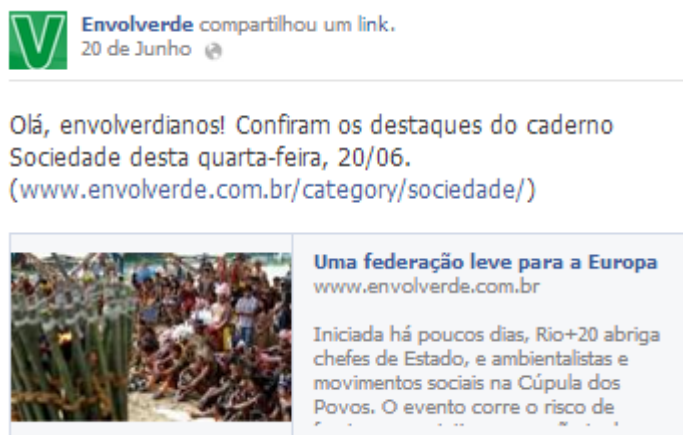 Envolverde compartilhou um link.
20 de Junho
Olá, envolverdianos! Confiram os destaques do caderno
Sociedade desta quarta-feira, 20/06.
(www.envolverde.com.br/category/sociedade/)
Uma federação leve para a Europa
www.envolverde.com.br
Iniciada há poucos dias, Rio+20 abriga
chefes de Estado, e ambientalistas e
movimentos sociais na Cúpula dos
Povos. O evento corre o risco de